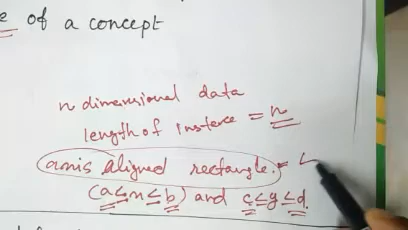 e of a concept
n dimensional data
length of instance = n
axis aligned rectangle. =
(a≤x≤b) and c≤y≤d.